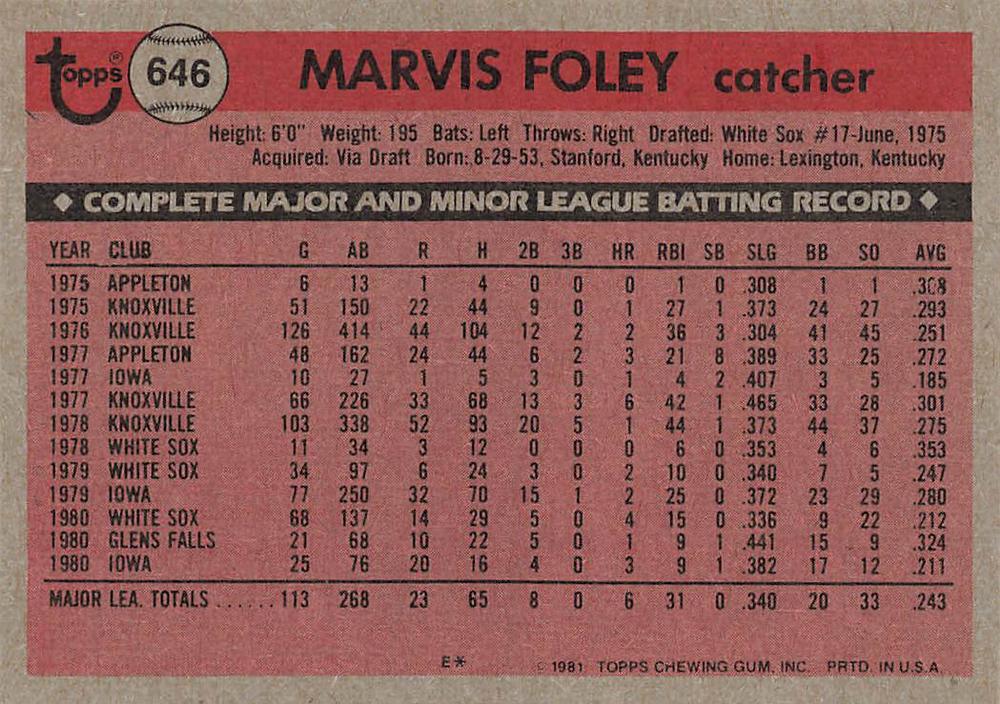 Topps® 646 MARVIS FOLEY catcher
Height: 6'0" Weight: 195 Bats: Left Throws: Right Drafted: White Sox #17-June, 1975
Acquired: Via Draft Born: 8-29-53, Stanford, Kentucky Home: Lexington, Kentucky
◆ COMPLETE MAJOR AND MINOR LEAGUE BATTING RECORD ◆
YEAR CLUB G AB R H 2B 3B HR RBI SB SLG BB SO AVG
1975 APPLETON 6 13 1 4 0 0 0 1 0 .308 1 1 .308
1975 KNOXVILLE 51 150 22 44 9 0 1 27 1 .373 24 27 .293
1976 KNOXVILLE 126 414 44 104 12 2 2 36 3 .304 41 45 .251
1977 APPLETON 48 162 24 44 6 2 3 21 8 .389 33 25 .272
1977 IOWA 10 27 1 5 3 0 1 4 2 .407 3 5 .185
1977 KNOXVILLE 66 226 33 68 13 3 6 42 1 .465 33 28 .301
1978 KNOXVILLE 103 338 52 93 20 5 1 44 1 .373 44 37 .275
1978 WHITE SOX 11 34 3 12 0 0 0 6 0 .353 4 6 .353
1979 WHITE SOX 34 97 6 24 3 0 2 10 0 .340 7 5 .247
1979 IOWA 77 250 32 70 15 1 2 25 0 .372 23 29 .280
1980 WHITE SOX 68 137 14 29 5 0 4 15 0 .336 9 22 .212
1980 GLENS FALLS 21 68 10 22 5 0 1 9 1 .441 15 9 .324
1980 IOWA 25 76 20 16 4 0 3 9 1 .382 17 12 .211
MAJOR LEA. TOTALS ...... 113 268 23 65 8 0 6 31 0 .340 20 33 .243
E* © 1981 TOPPS CHEWING GUM, INC. PRTD. IN U.S.A.